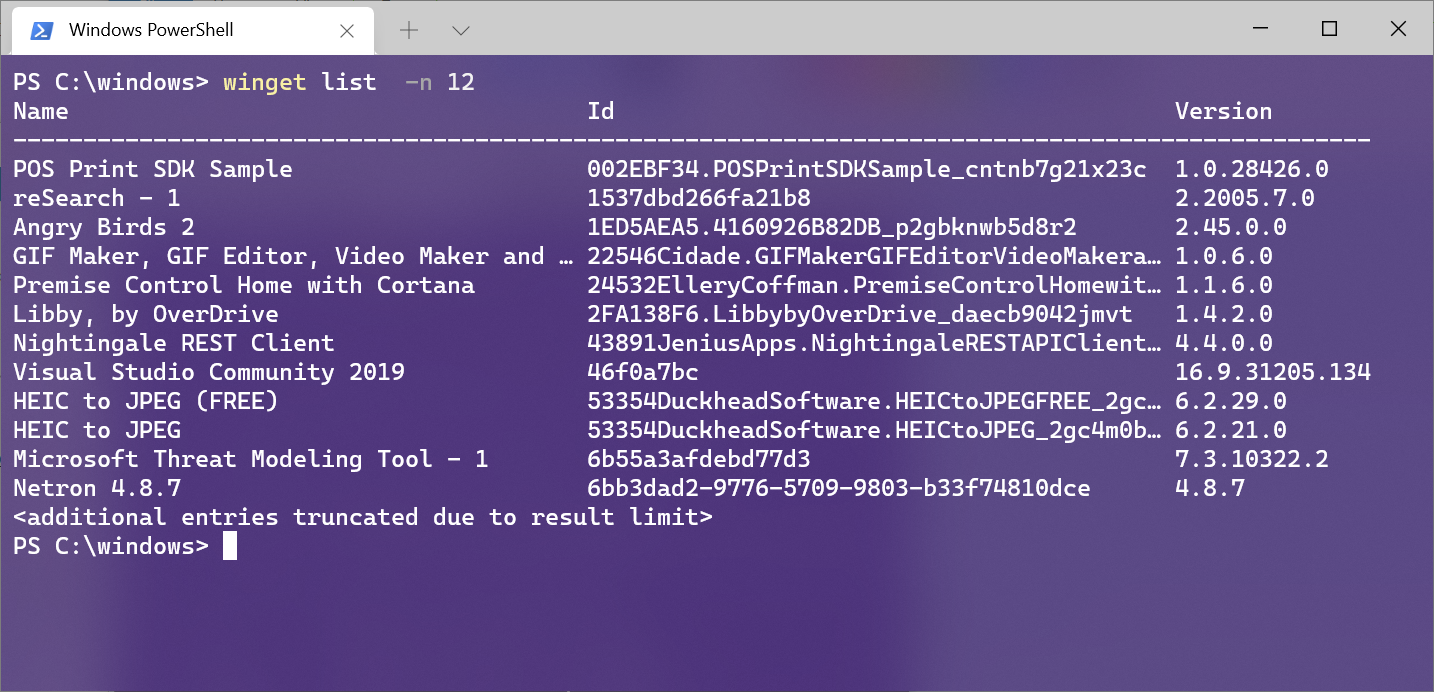 Windows PowerShell
PS C:\windows> winget list  -n 12
Name                                     Id                                        Version
-------------------------------------------------------------------------------------------------
POS Print SDK Sample                     002EBF34.POSPrintSDKSample_cntnb7g21x23c  1.0.28426.0
reSearch - 1                             1537dbd266fa21b8                          2.2005.7.0
Angry Birds 2                            1ED5AEA5.4160926B82DB_p2gbknwb5d8r2       2.45.0.0
GIF Maker, GIF Editor, Video Maker and … 22546Cidade.GIFMakerGIFEditorVideoMakera… 1.0.6.0
Premise Control Home with Cortana        24532ElleryCoffman.PremiseControlHomewit… 1.1.6.0
Libby, by OverDrive                      2FA138F6.LibbybyOverDrive_daecb9042jmvt   1.4.2.0
Nightingale REST Client                  43891JeniusApps.NightingaleRESTAPIClient… 4.4.0.0
Visual Studio Community 2019             46f0a7bc                                  16.9.31205.134
HEIC to JPEG (FREE)                      53354DuckheadSoftware.HEICtoJPEGFREE_2gc… 6.2.29.0
HEIC to JPEG                             53354DuckheadSoftware.HEICtoJPEG_2gc4m0b… 6.2.21.0
Microsoft Threat Modeling Tool - 1       6b55a3afdebd77d3                          7.3.10322.2
Netron 4.8.7                             6bb3dad2-9776-5709-9803-b33f74810dce      4.8.7
<additional entries truncated due to result limit>
PS C:\windows>